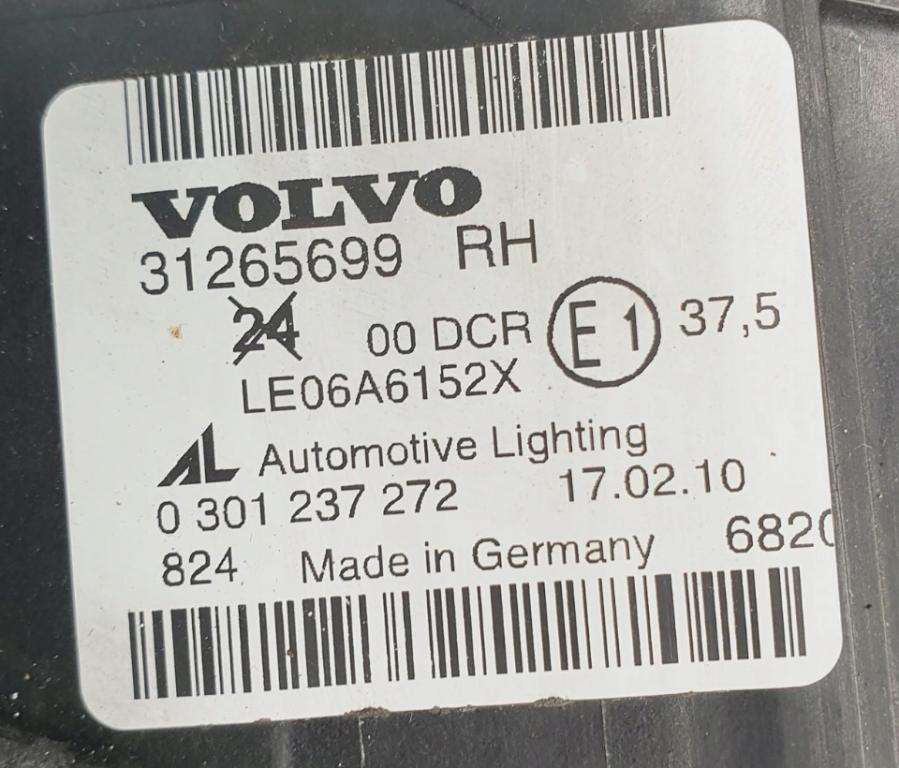 VOLVO
31265699 RH
24 00 DCR E1 37,5
LE06A6152X
AL Automotive Lighting
0 301 237 272 17.02.10
824 Made in Germany 6820